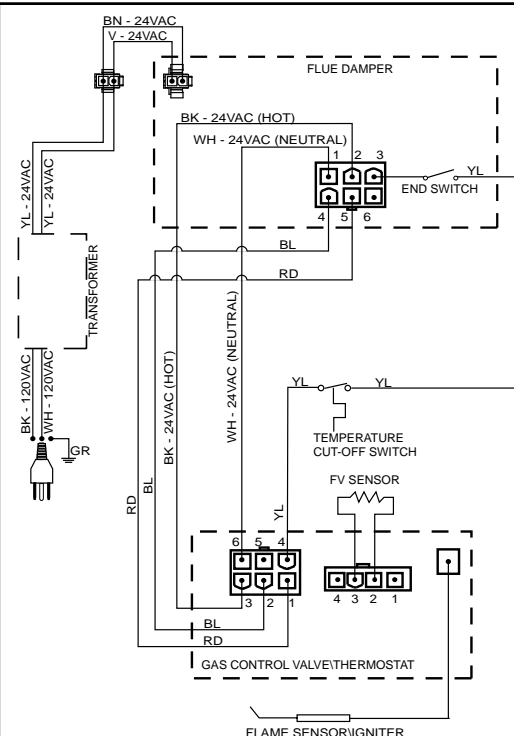 BN - 24VAC
V - 24VAC
FLUE DAMPER
BK - 24VAC (HOT)
WH - 24VAC (NEUTRAL)
1 2 3
YL
END SWITCH
4 5 6
YL - 24VAC
YL - 24VAC
BL
RD
TRANSFORMER
BK - 24VAC (HOT)
WH - 24VAC (NEUTRAL)
BK - 120VAC
WH - 120VAC
GR
YL
YL
TEMPERATURE
CUT-OFF SWITCH
FV SENSOR
RD
BL
YL
6 5 4
3 2 1
4 3 2 1
BL
RD
GAS CONTROL VALVE\THERMOSTAT
FLAME SENSOR\IGNITER